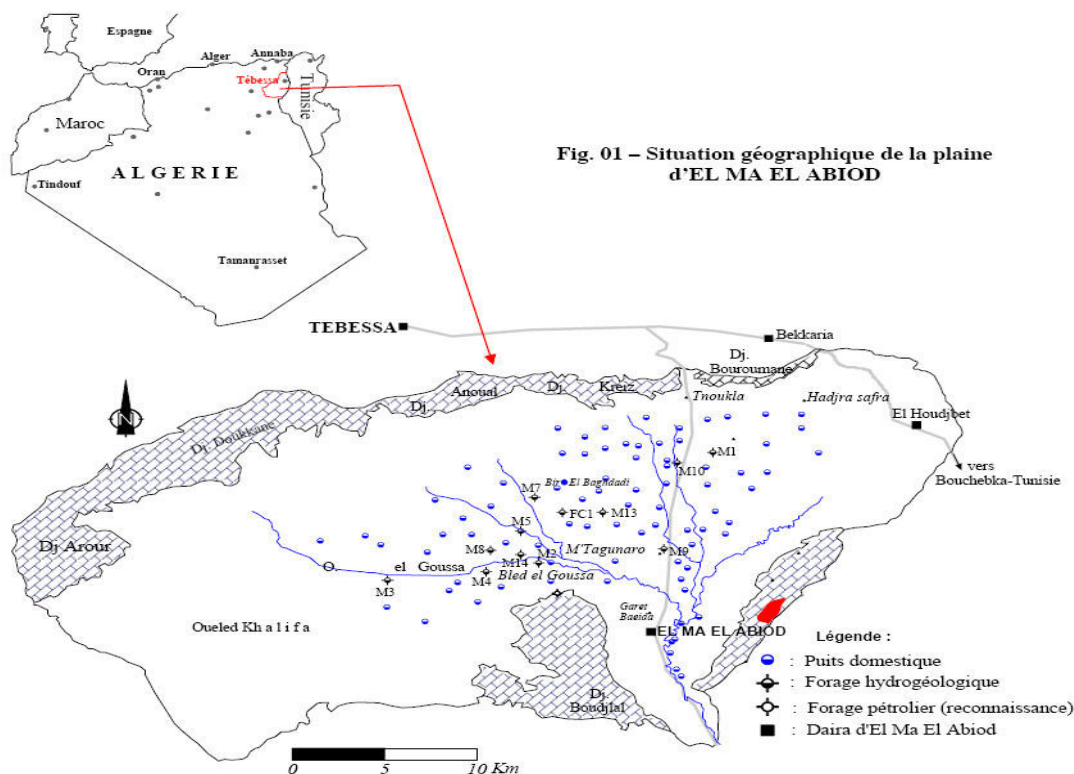 Espagne
Alger
Annaba
Oran
Tébessa
Tunisie
Maroc
ALGERIE
Tindouf
Tamanrasset
Fig. 01 – Situation géographique de la plaine
d'EL MA EL ABIOD
TEBESSA
Bekkaria
Dj.
Bouroumane
Dj.
Anoual
Dj.
Kreiz
Tnoukla
Hadjra safra
El Houdjbet
N
Dj Doukkane
vers
Bouchebka-Tunisie
M1
M10
M7
Bir El Baghdadi
FC1
M13
M5
Dj Arour
M8
M2
M'Tagunaro
M9
O. el Goussa
M14
Bled el Goussa
M4
M3
Garet
Baeida
Oueled Khalifa
EL MA EL ABIOD
Légende :
: Puits domestique
: Forage hydrogéologique
: Forage pétrolier (reconnaissance)
: Daira d'El Ma El Abiod
Dj.
Boudjlal
0 5 10 Km